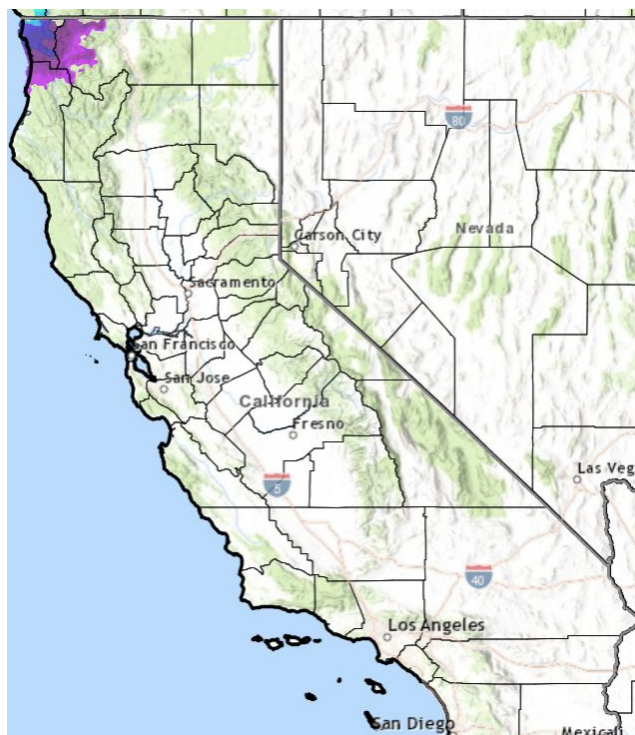 80
Nevada
Carson City
Sacramento
San Francisco
San Jose
California
Fresno
5
Las Veg
40
Los Angeles
San Diego
Mexicali